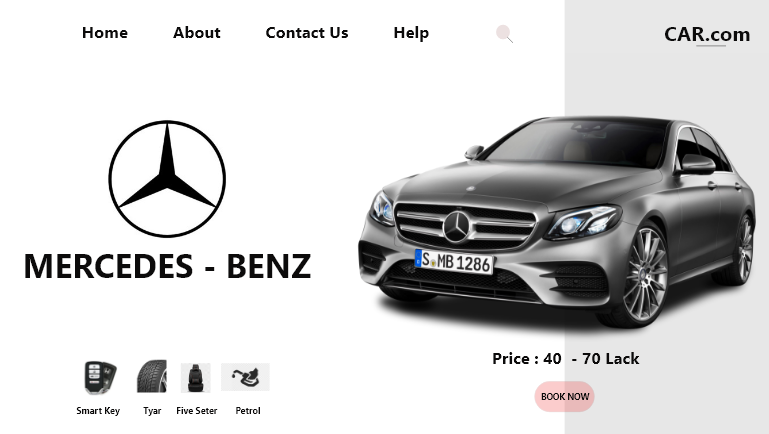 Home About Contact Us Help
CAR.com
MERCEDES - BENZ
S MB 1286
Price : 40 - 70 Lack
BOOK NOW
Smart Key Tyar Five Seter Petrol